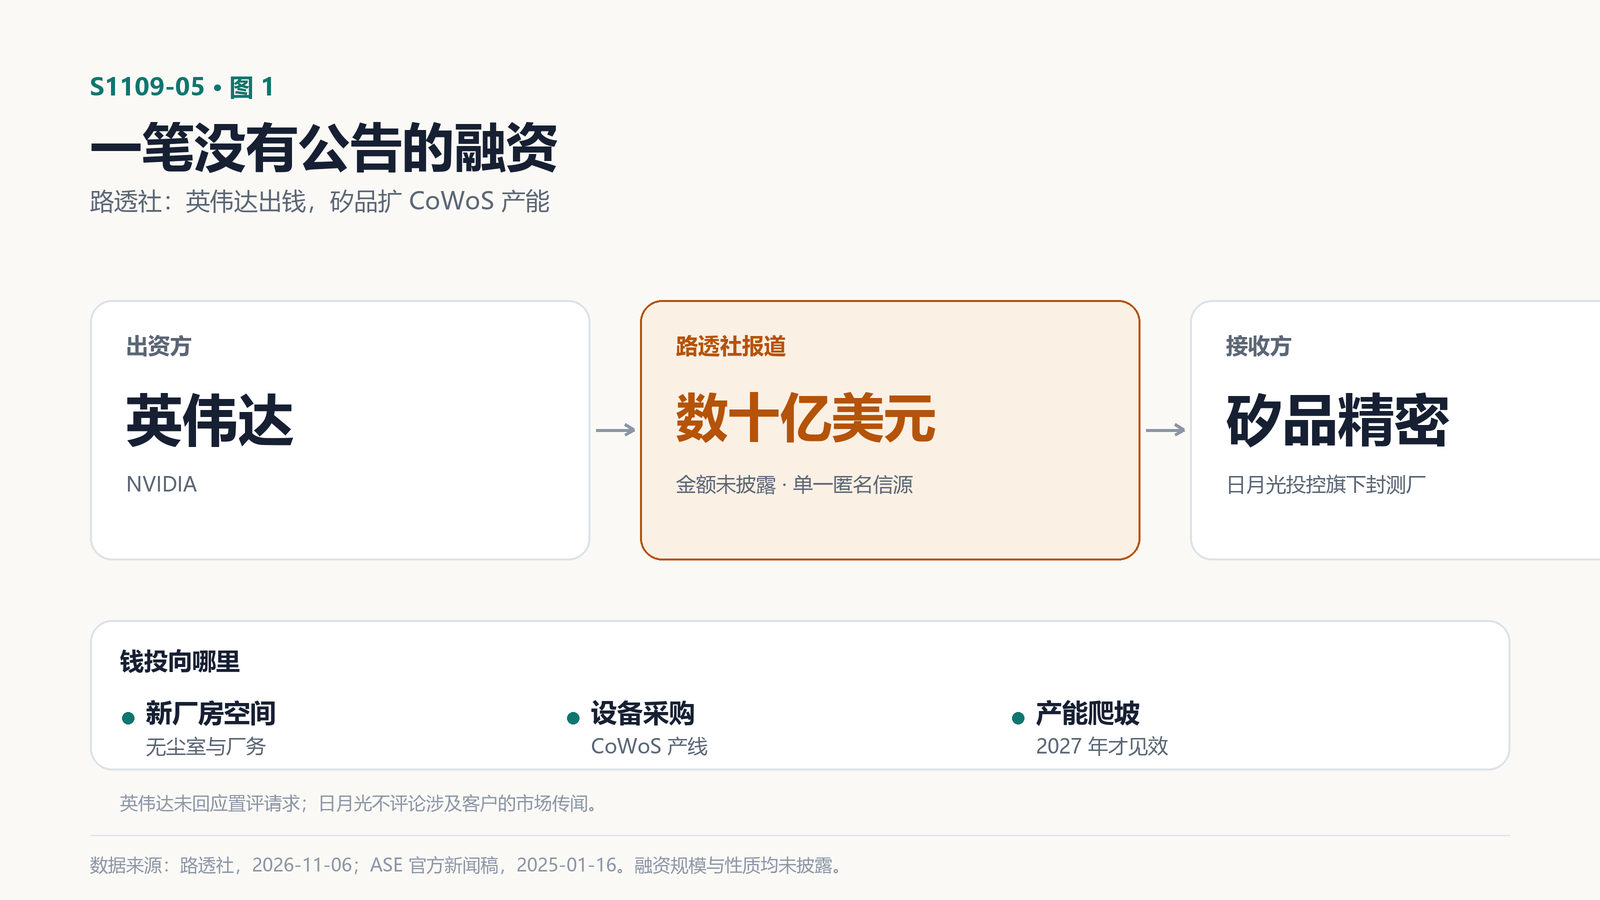 S1109-05 • 图 1
一笔没有公告的融资
路透社：英伟达出钱，矽品扩 CoWoS 产能
出资方
英伟达
NVIDIA
路透社报道
数十亿美元
金额未披露 · 单一匿名信源
接收方
矽品精密
日月光投控旗下封测厂
钱投向哪里
新厂房空间
无尘室与厂务
设备采购
CoWoS 产线
产能爬坡
2027 年才见效
英伟达未回应置评请求；日月光不评论涉及客户的市场传闻。
数据来源：路透社，2026-11-06；ASE 官方新闻稿，2025-01-16。融资规模与性质均未披露。